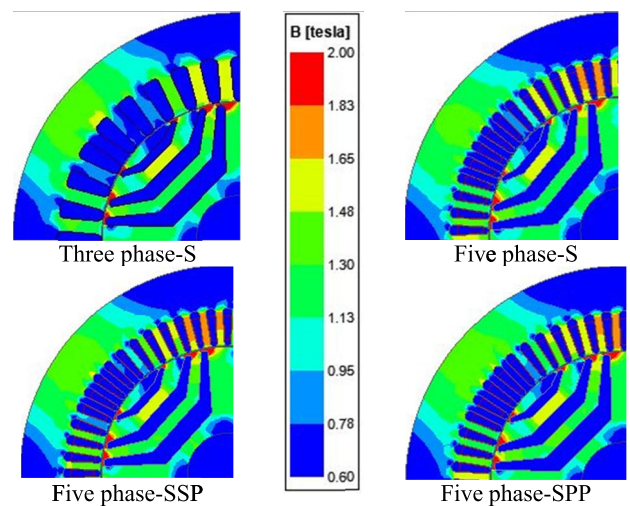 B [tesla]
2.00
1.83
1.65
1.48
1.30
1.13
0.95
0.78
0.60
Three phase-S
Five phase-S
Five phase-SSP
Five phase-SPP